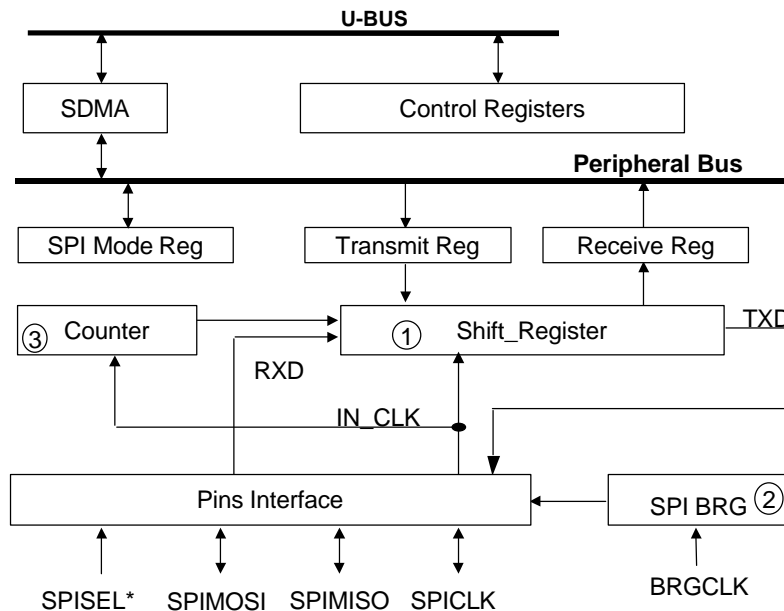 U-BUS
SDMA
Control Registers
Peripheral Bus
SPI Mode Reg
Transmit Reg
Receive Reg
③ Counter
① Shift_Register
TXD
RXD
IN_CLK
Pins Interface
SPI BRG ②
SPISEL*
SPIMOSI
SPIMISO
SPICLK
BRGCLK